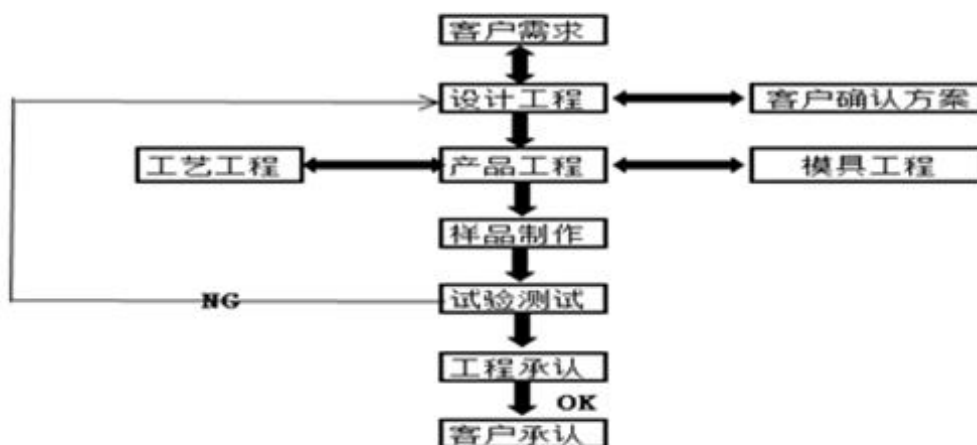 客户需求
设计工程
客户确认方案
工艺工程
产品工程
模具工程
样品制作
NG
试验测试
工程承认
OK
客户承认